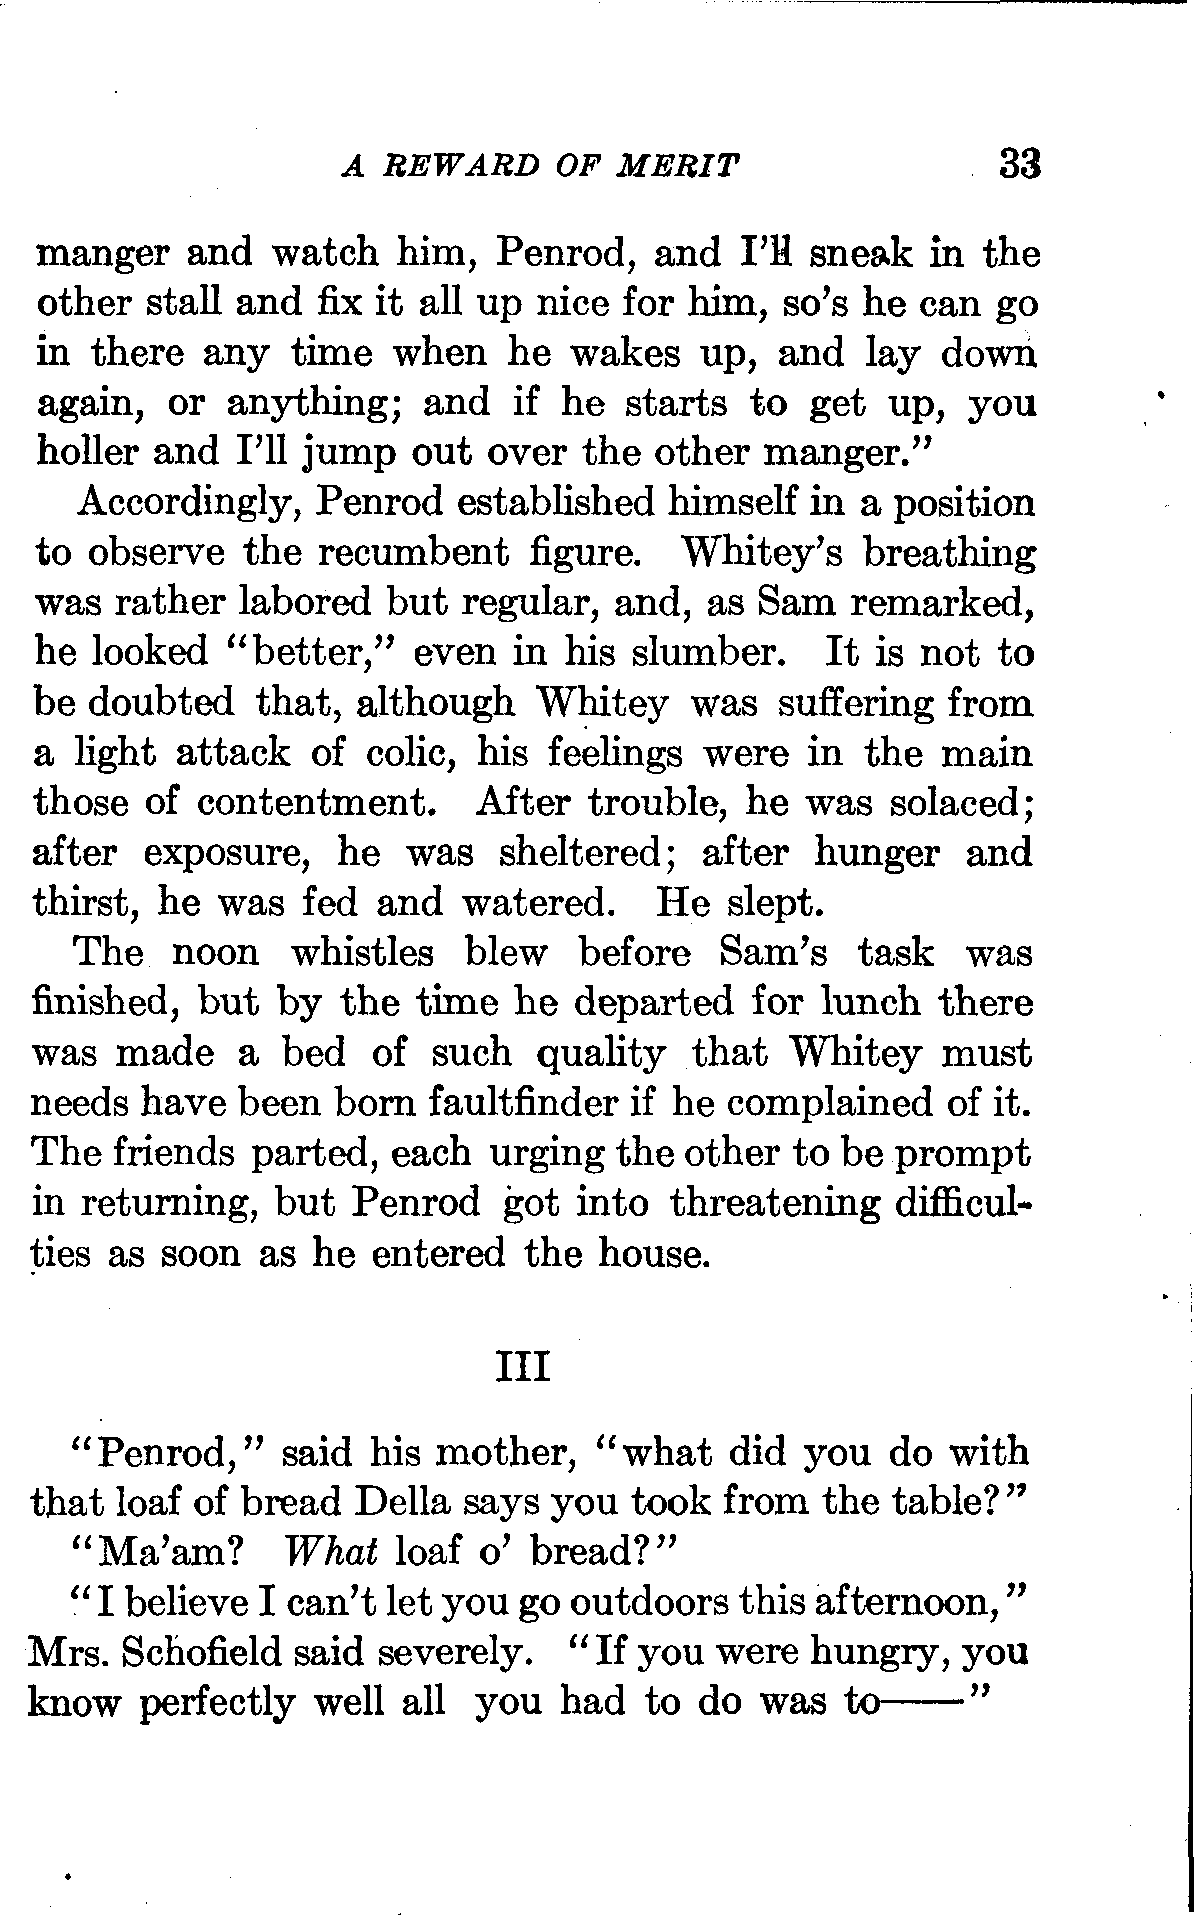 A REWARD OF MERIT 33
manger and watch him, Penrod, and I'll sneak in the
other stall and fix it all up nice for him, so's he can go
in there any time when he wakes up, and lay down
again, or anything; and if he starts to get up, you
holler and I'll jump out over the other manger."
Accordingly, Penrod established himself in a position
to observe the recumbent figure. Whitey's breathing
was rather labored but regular, and, as Sam remarked,
he looked "better," even in his slumber. It is not to
be doubted that, although Whitey was suffering from
a light attack of colic, his feelings were in the main
those of contentment. After trouble, he was solaced;
after exposure, he was sheltered; after hunger and
thirst, he was fed and watered. He slept.
The noon whistles blew before Sam's task was
finished, but by the time he departed for lunch there
was made a bed of such quality that Whitey must
needs have been born faultfinder if he complained of it.
The friends parted, each urging the other to be prompt
in returning, but Penrod got into threatening difficul-
ties as soon as he entered the house.
III
"Penrod," said his mother, "what did you do with
that loaf of bread Della says you took from the table?"
"Ma'am? What loaf o' bread?"
"I believe I can't let you go outdoors this afternoon,"
Mrs. Schofield said severely. "If you were hungry, you
know perfectly well all you had to do was to——"